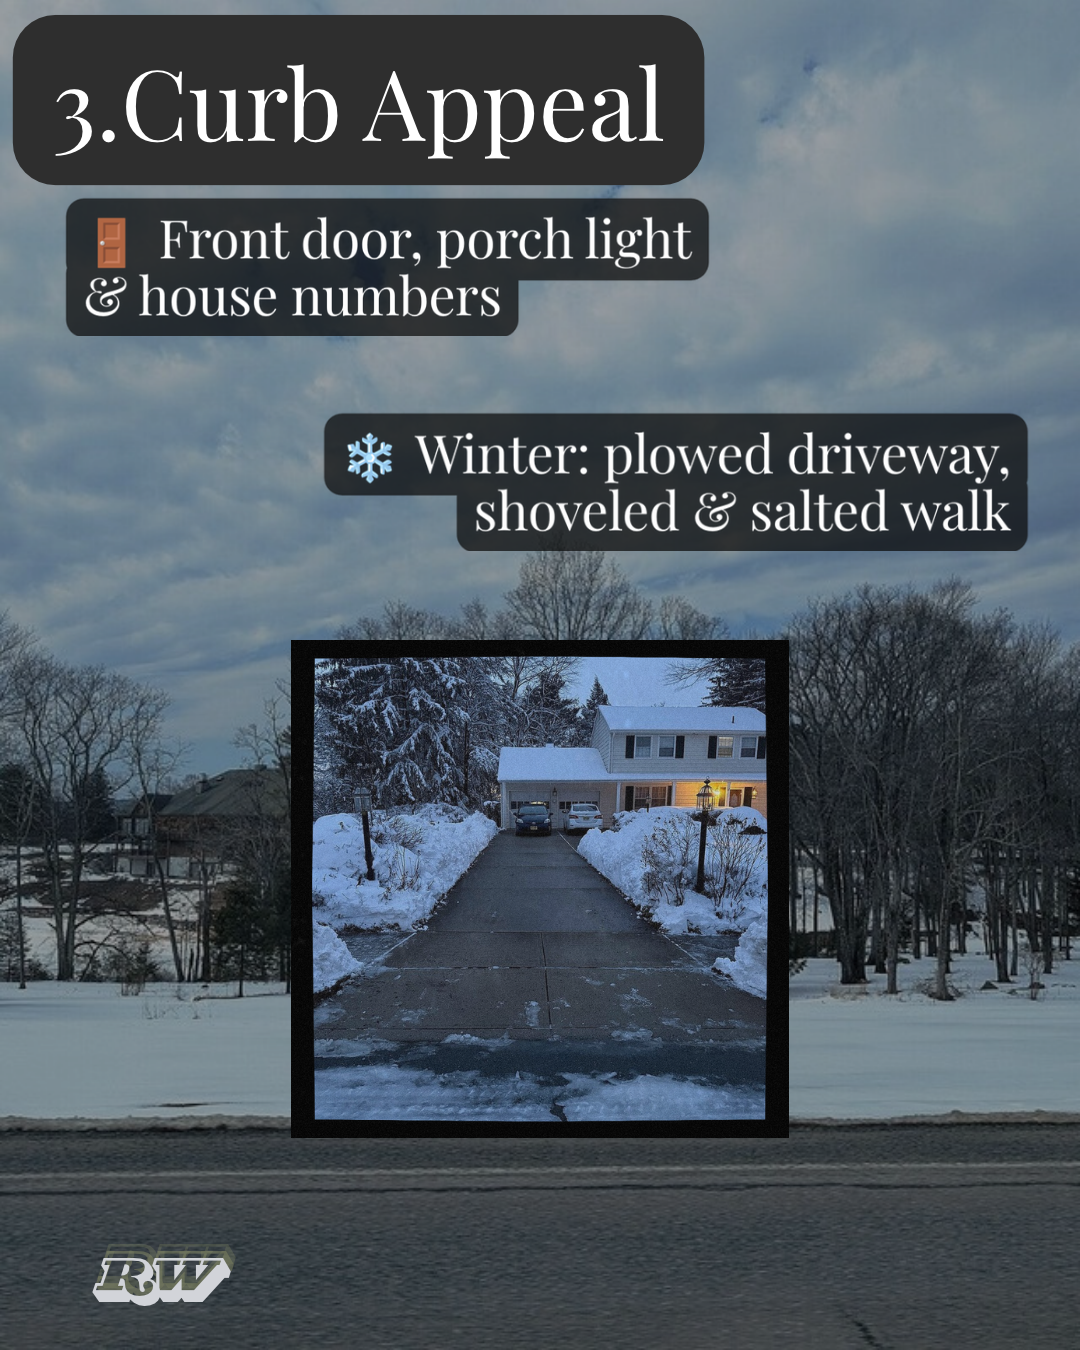 3.Curb Appeal
🚪 Front door, porch light
& house numbers
❄️ Winter: plowed driveway,
shoveled & salted walk
RW